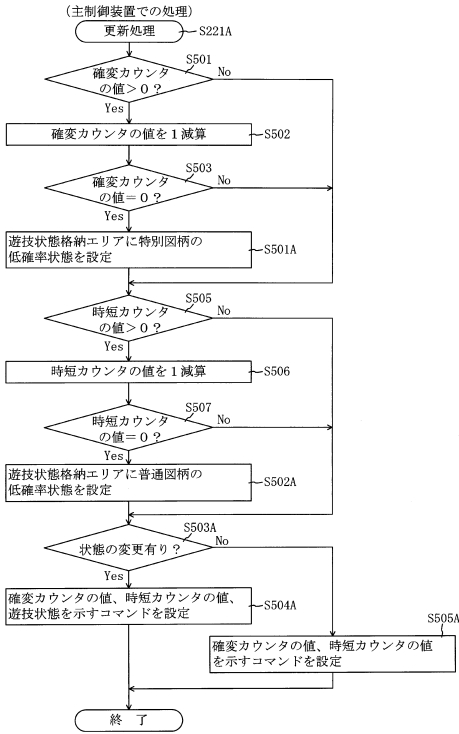 (主制御装置での処理)
更新処理
S221A
S501
確変カウンタ
の値>0?
No
Yes
確変カウンタの値を1減算
S502
S503
確変カウンタ
の値=0?
No
Yes
遊技状態格納エリアに特別図柄の
低確率状態を設定
S501A
S505
時短カウンタ
の値>0?
No
Yes
時短カウンタの値を1減算
S506
S507
時短カウンタ
の値=0?
No
Yes
遊技状態格納エリアに普通図柄の
低確率状態を設定
S502A
S503A
状態の変更有り?
No
Yes
確変カウンタの値、時短カウンタの値、
遊技状態を示すコマンドを設定
S504A
S505A
確変カウンタの値、時短カウンタの値
を示すコマンドを設定
終 了